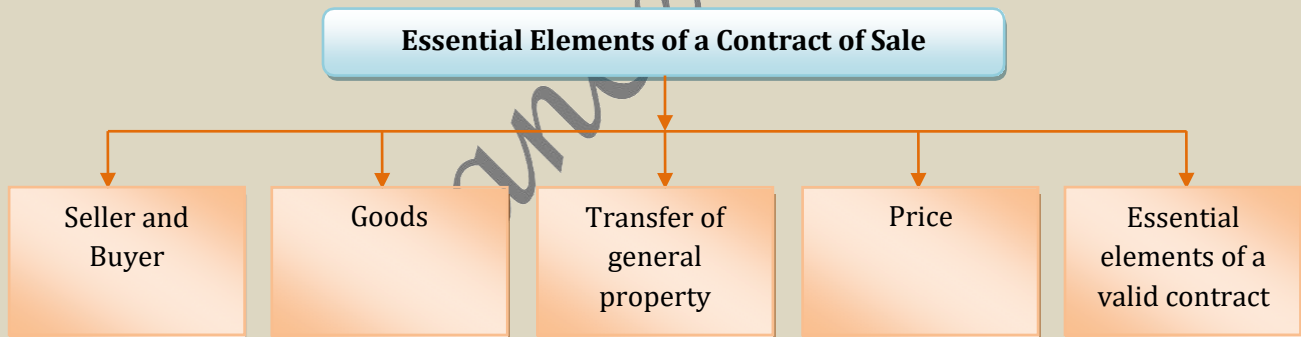 Essential Elements of a Contract of Sale
Seller and
Buyer
Goods
Transfer of
general
property
Price
Essential
elements of a
valid contract